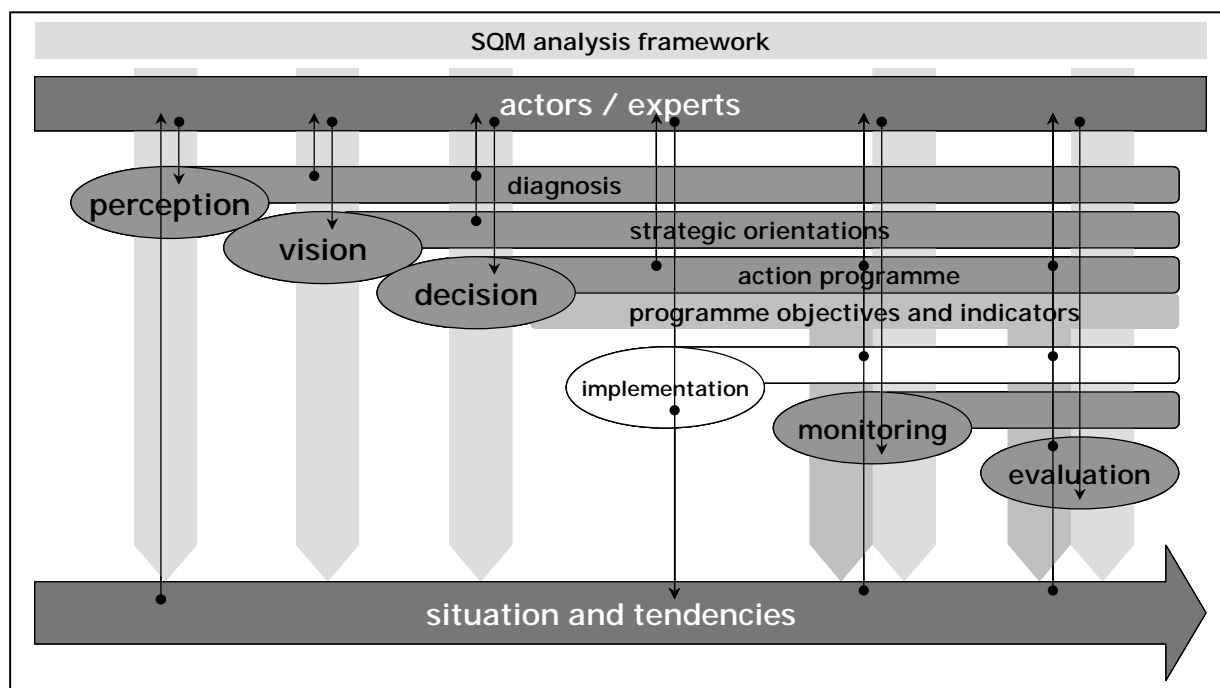 SQM analysis framework
actors / experts
diagnosis
perception
strategic orientations
vision
action programme
decision
programme objectives and indicators
implementation
monitoring
evaluation
situation and tendencies